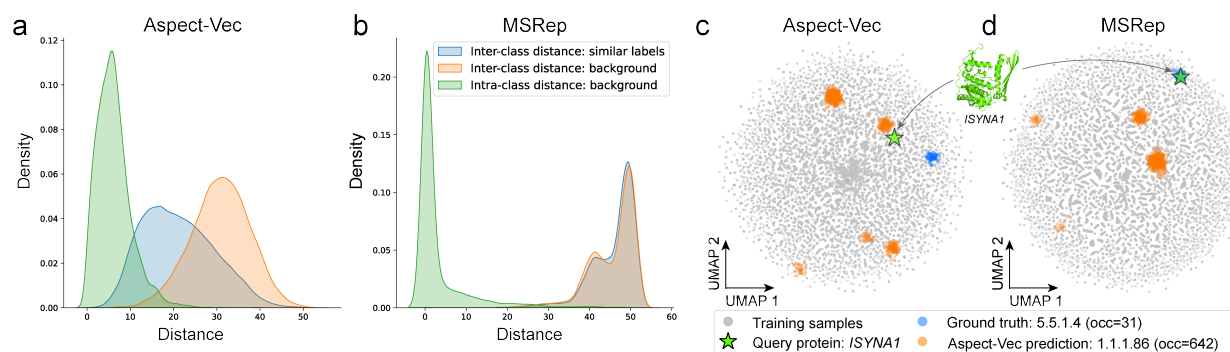 a
Aspect-Vec
0.12
0.10
0.08
0.06
0.04
0.02
0.00
Density
0
10
20
30
40
50
Distance
b
MSRep
Inter-class distance: similar labels
Inter-class distance: background
Intra-class distance: background
0.20
0.15
0.10
0.05
0.00
Density
0
10
20
30
40
50
60
Distance
c
Aspect-Vec
UMAP 2
UMAP 1
ISYNA1
d
MSRep
UMAP 2
UMAP 1
Training samples
Query protein: ISYNA1
Ground truth: 5.5.1.4 (occ=31)
Aspect-Vec prediction: 1.1.1.86 (occ=642)